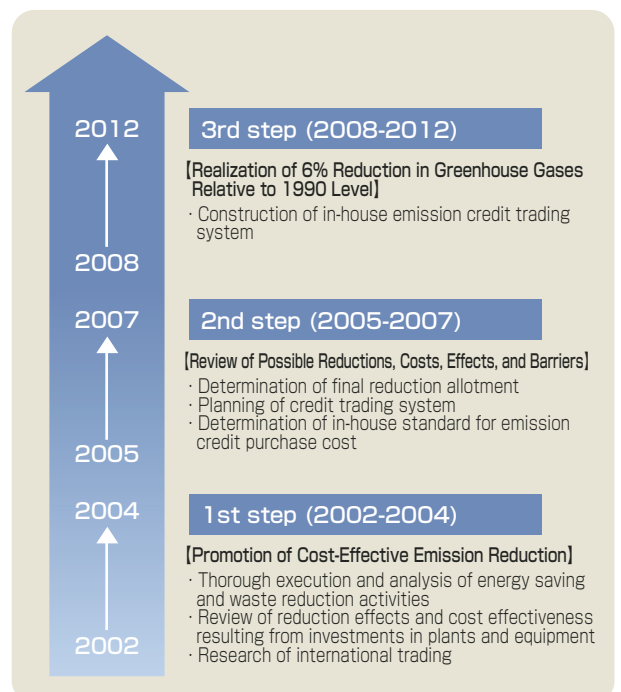 2012
3rd step (2008-2012)
【Realization of 6% Reduction in Greenhouse Gases
Relative to 1990 Level】
· Construction of in-house emission credit trading
system
2008
2007
2nd step (2005-2007)
【Review of Possible Reductions, Costs, Effects, and Barriers】
· Determination of final reduction allotment
· Planning of credit trading system
· Determination of in-house standard for emission
credit purchase cost
2005
2004
1st step (2002-2004)
【Promotion of Cost-Effective Emission Reduction】
· Thorough execution and analysis of energy saving
and waste reduction activities
· Review of reduction effects and cost effectiveness
resulting from investments in plants and equipment
· Research of international trading
2002